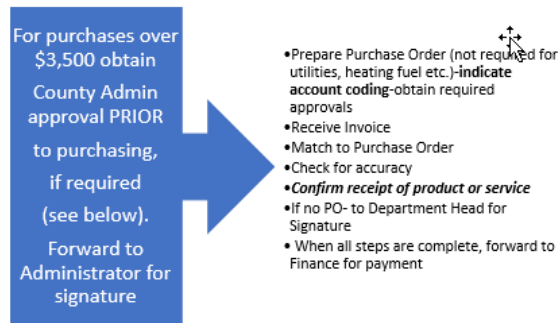 For purchases over
$3,500 obtain
County Admin
approval PRIOR
to purchasing,
if required
(see below).
Forward to
Administrator for
signature
•Prepare Purchase Order (not required for
utilities, heating fuel etc.)-indicate
account coding-obtain required
approvals
•Receive Invoice
•Match to Purchase Order
•Check for accuracy
•Confirm receipt of product or service
•If no PO- to Department Head for
Signature
• When all steps are complete, forward to
Finance for payment